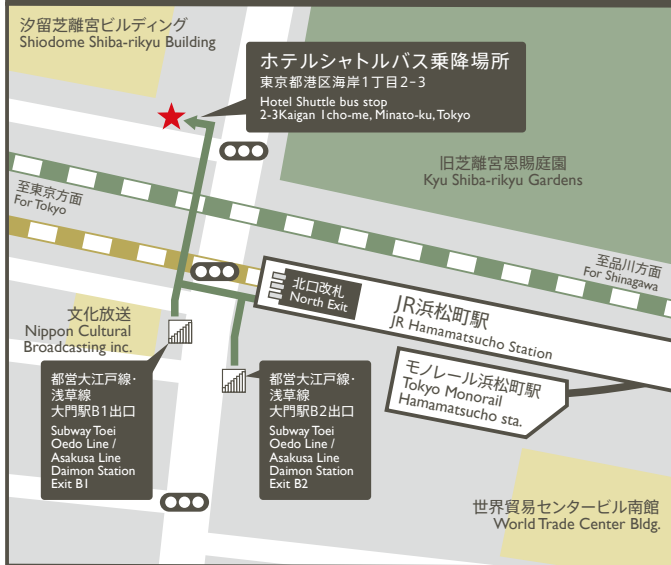 汐留芝離宮ビルディング
Shiodome Shiba-rikyu Building
ホテルシャトルバス乗降場所
東京都港区海岸1丁目2-3
Hotel Shuttle bus stop
2-3Kaigan 1cho-me, Minato-ku, Tokyo
旧芝離宮恩賜庭園
Kyu Shiba-rikyu Gardens
至東京方面
For Tokyo
至品川方面
For Shinagawa
北口改札
North Exit
JR浜松町駅
JR Hamamatsucho Station
文化放送
Nippon Cultural
Broadcasting inc.
モノレール浜松町駅
Tokyo Monorail
Hamamatsucho sta.
都営大江戸線・
浅草線
大門駅B1出口
Subway Toei
Oedo Line /
Asakusa Line
Daimon Station
Exit B1
都営大江戸線・
浅草線
大門駅B2出口
Subway Toei
Oedo Line /
Asakusa Line
Daimon Station
Exit B2
世界貿易センタービル南館
World Trade Center Bldg.